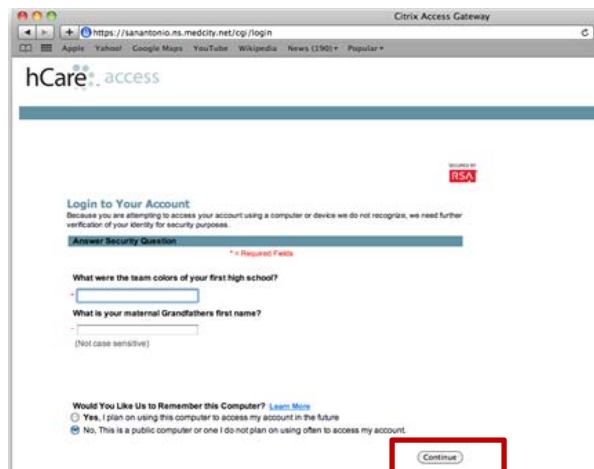 Citrix Access Gateway
https://sanantonio.ns.medcity.net/cgi/login
Apple Yahoo! Google Maps YouTube Wikipedia News (190) Popular
hCare access
SECURED BY
RSA
Login to Your Account
Because you are attempting to access your account using a computer or device we do not recognize, we need further
verification of your identity for security purposes.
Answer Security Question
* = Required Fields
What were the team colors of your first high school?
*
What is your maternal Grandfathers first name?
(Not case sensitive)
Would You Like Us to Remember this Computer? Learn More
Yes, I plan on using this computer to access my account in the future
No, This is a public computer or one I do not plan on using often to access my account.
Continue